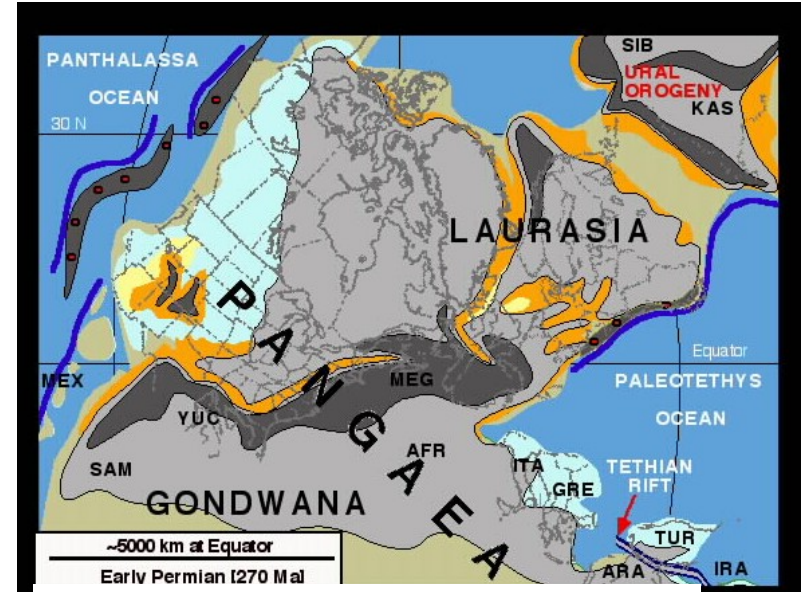 PANTHALASSA
OCEAN
30 N
SIB
URAL
OROGENY
KAS
LAURASIA
PANGAEA
Equator
MEX
MEG
PALEOTETHYS
OCEAN
YUC
AFR
SAM
ITA
GRE
TETHIAN
RIFT
GONDWANA
TUR
ARA
IRA
~5000 km at Equator
Early Permian [270 Ma]